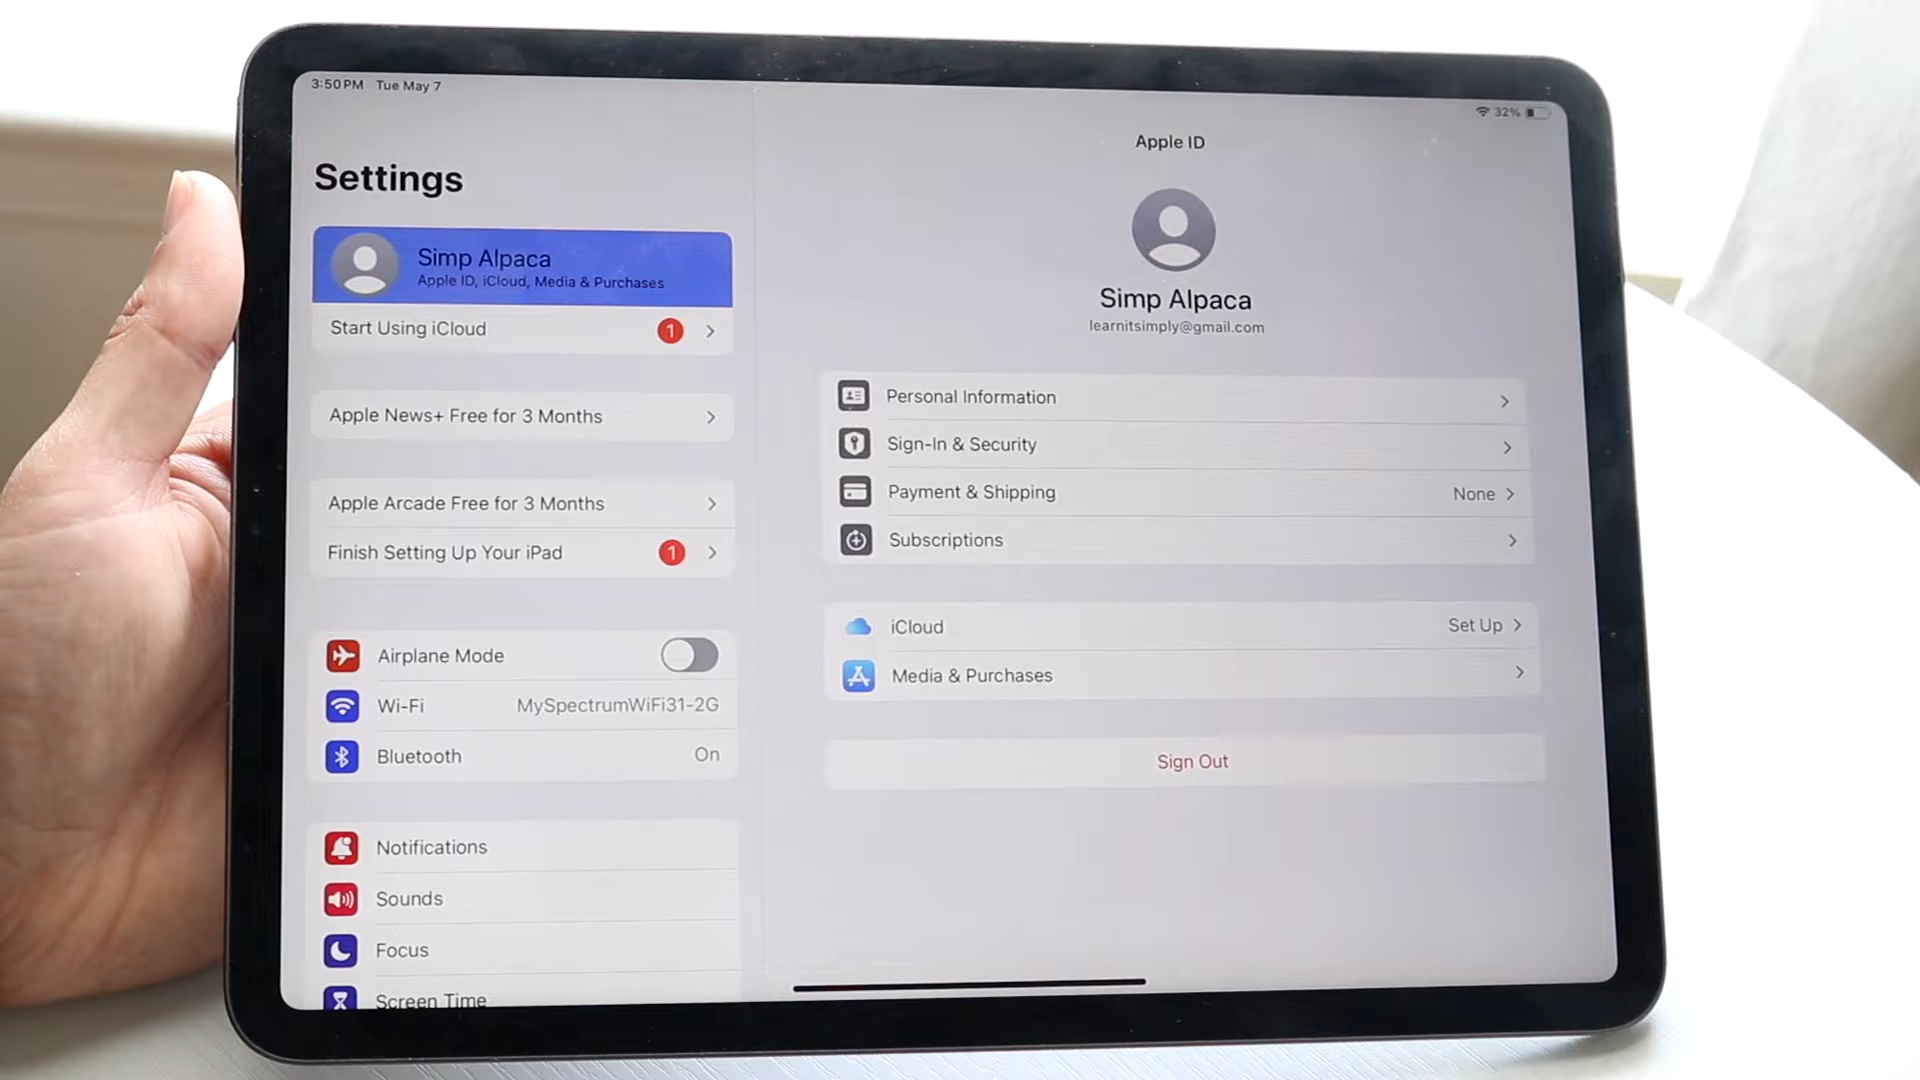 3:50 PM Tue May 7
32%
Settings
Simp Alpaca
Apple ID, iCloud, Media & Purchases
Start Using iCloud 1
Apple News+ Free for 3 Months
Apple Arcade Free for 3 Months
Finish Setting Up Your iPad 1
Airplane Mode
Wi-Fi MySpectrumWiFi31-2G
Bluetooth On
Notifications
Sounds
Focus
Screen Time
Apple ID
Simp Alpaca
learnitsimply@gmail.com
Personal Information
Sign-In & Security
Payment & Shipping None
Subscriptions
iCloud Set Up
Media & Purchases
Sign Out